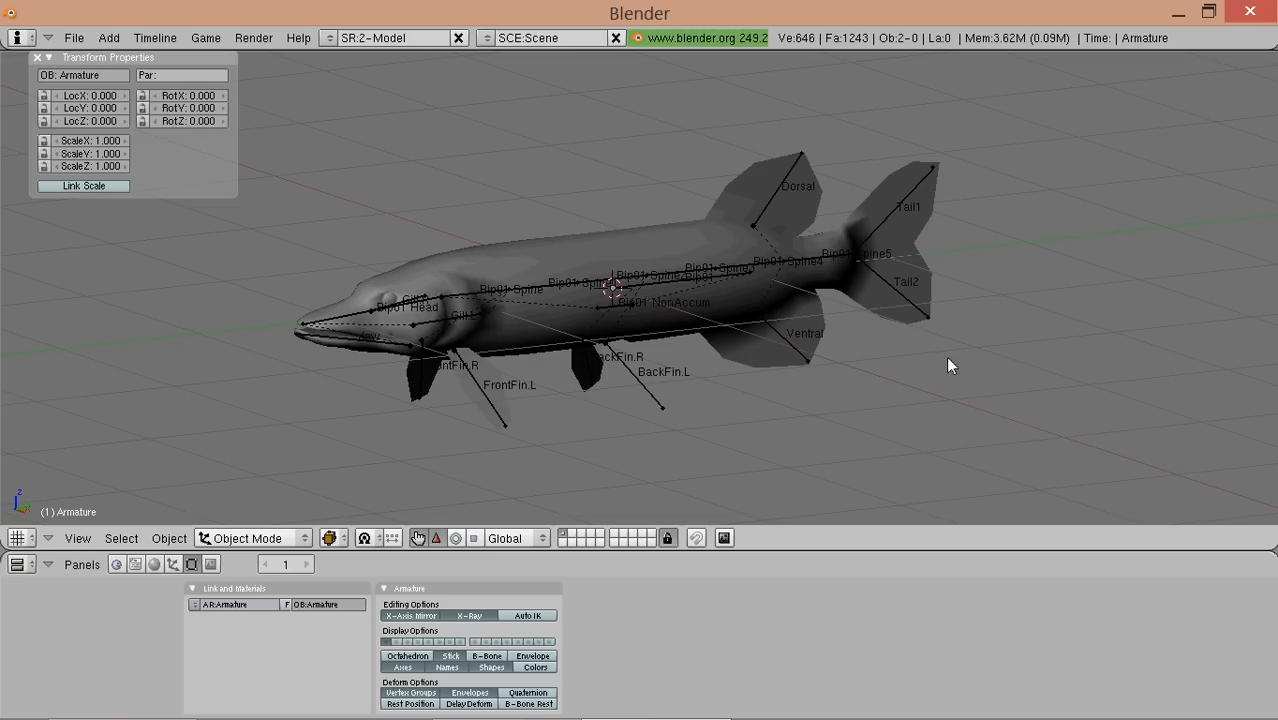 Blender
File Add Timeline Game Render Help SR:2-Model SCE:Scene www.blender.org 249.2 Ve:646 | Fa:1243 | Ob:2-0 | La:0 | Mem:3.62M (0.09M) | Time: | Armature
Transform Properties
OB: Armature Par:
LocX: 0.000 RotX: 0.000
LocY: 0.000 RotY: 0.000
LocZ: 0.000 RotZ: 0.000
ScaleX: 1.000
ScaleY: 1.000
ScaleZ: 1.000
Link Scale
Dorsal
Tail1
Bip01 Spine4
Tail2
Bip01 Spine
Bip01 Head
Bip01 NonAccum
Gill.L
Jaw
Ventral
BackFin.L
FrontFin.L
z
(1) Armature
View Select Object Object Mode Global
Panels 1
Link and Materials Armature
AR:Armature F OB:Armature
Editing Options
X-Axis Mirror X-Ray Auto IK
Display Options
Octahedron Stick B-Bone Envelope
Axes Names Shapes Colors
Deform Options
Vertex Groups Envelopes Quaternion
Rest Position Delay Deform B-Bone Rest